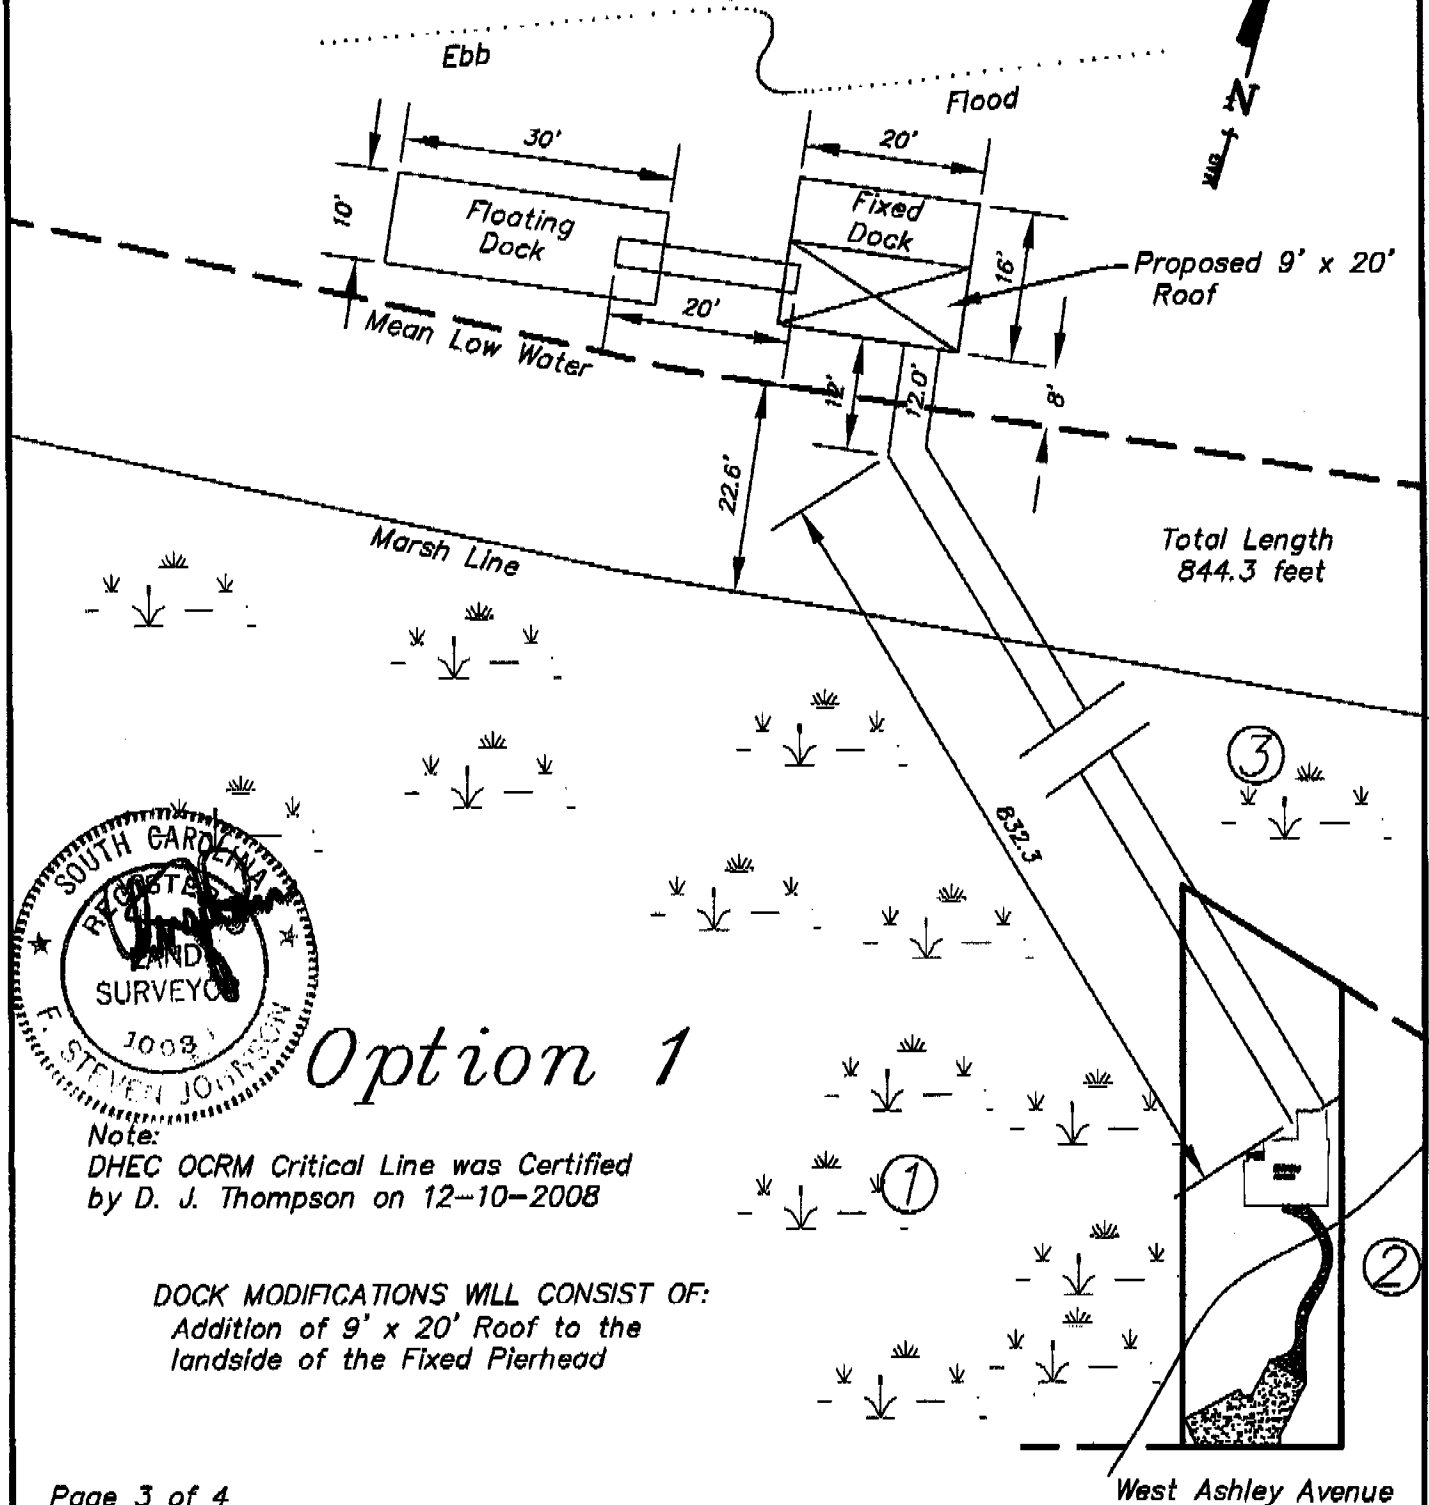 Ebb
Flood
N
MAG
30'
20'
10'
Floating
Dock
Fixed
Dock
16'
Proposed 9' x 20'
Roof
20'
Mean Low Water
12'
12.0'
8'
22.6'
Marsh Line
Total Length
844.3 feet
3
832.3
SOUTH CAROLINA
LAND
SURVEYOR
F. STEVEN JOHNSON
Option 1
Note:
DHEC OCRM Critical Line was Certified
by D. J. Thompson on 12-10-2008
1
2
DOCK MODIFICATIONS WILL CONSIST OF:
Addition of 9' x 20' Roof to the
landside of the Fixed Pierhead
Page 3 of 4
West Ashley Avenue